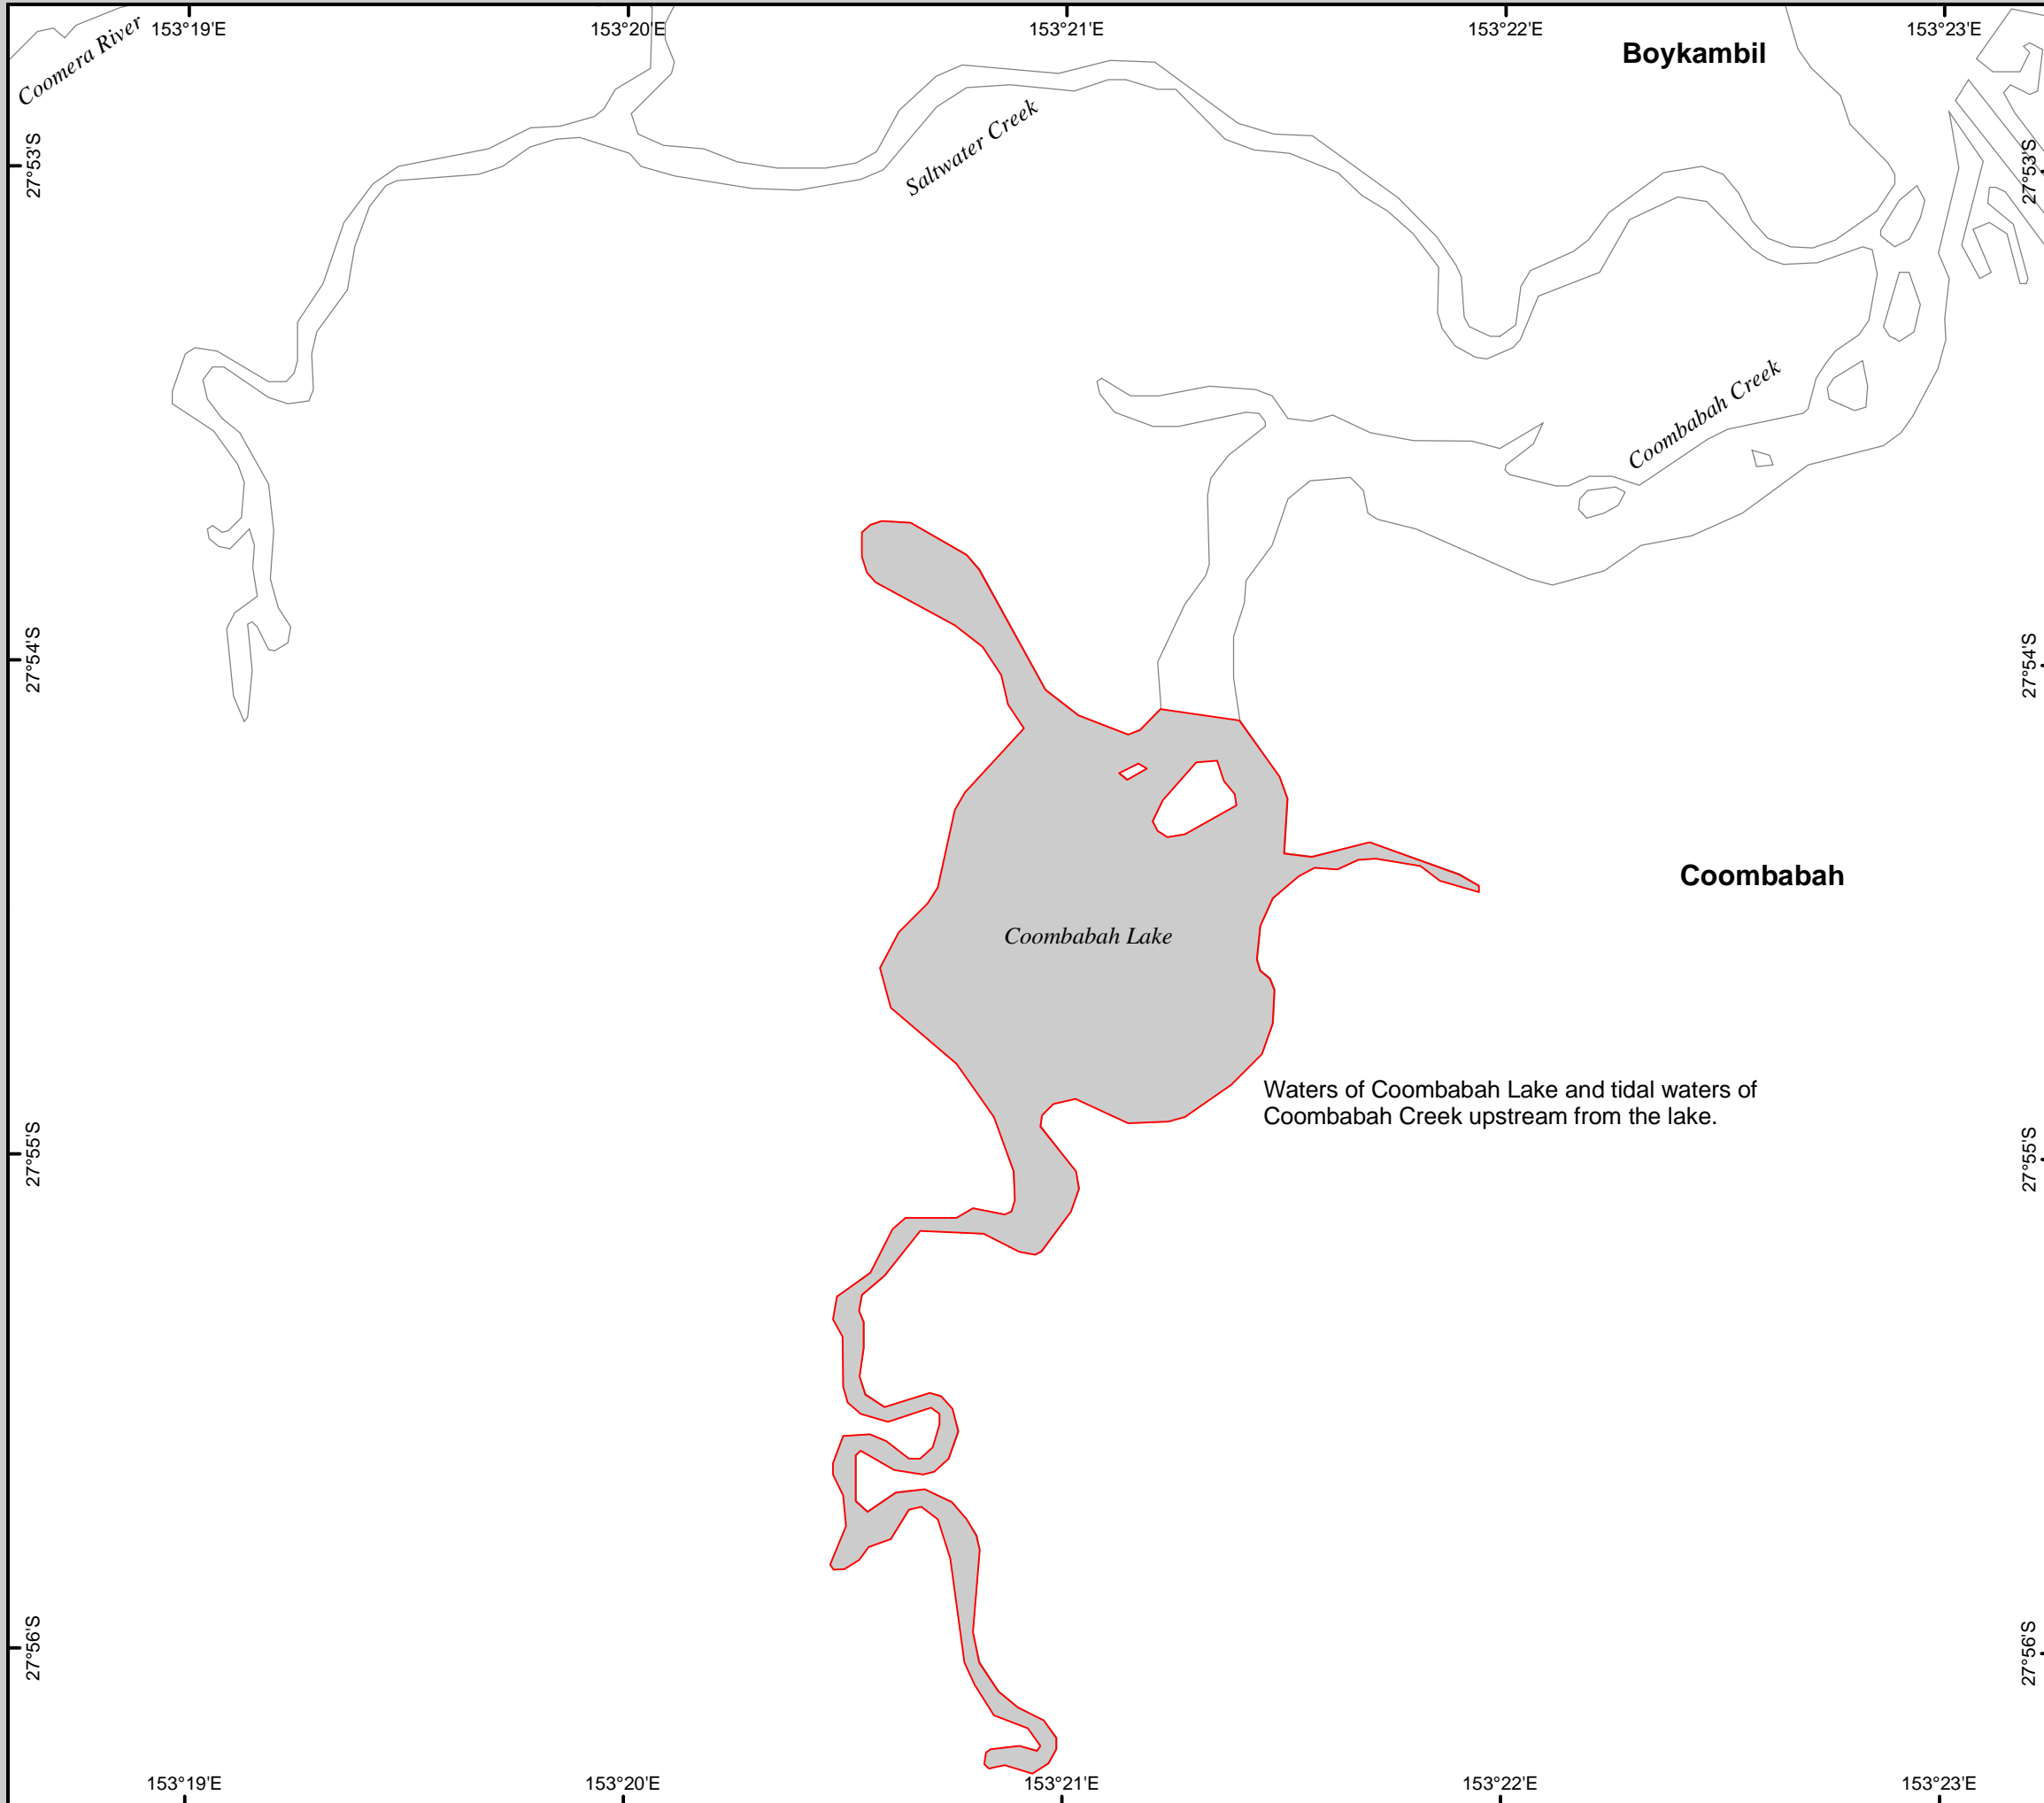 153°19'E
153°20'E
153°21'E
153°22'E
153°23'E
Coomera River
Boykambil
Saltwater Creek
27°53'S
27°53'S
Coombabah Creek
27°54'S
27°54'S
Coombabah
Coombabah Lake
Waters of Coombabah Lake and tidal waters of
Coombabah Creek upstream from the lake.
27°55'S
27°55'S
27°56'S
27°56'S
153°19'E
153°20'E
153°21'E
153°22'E
153°23'E